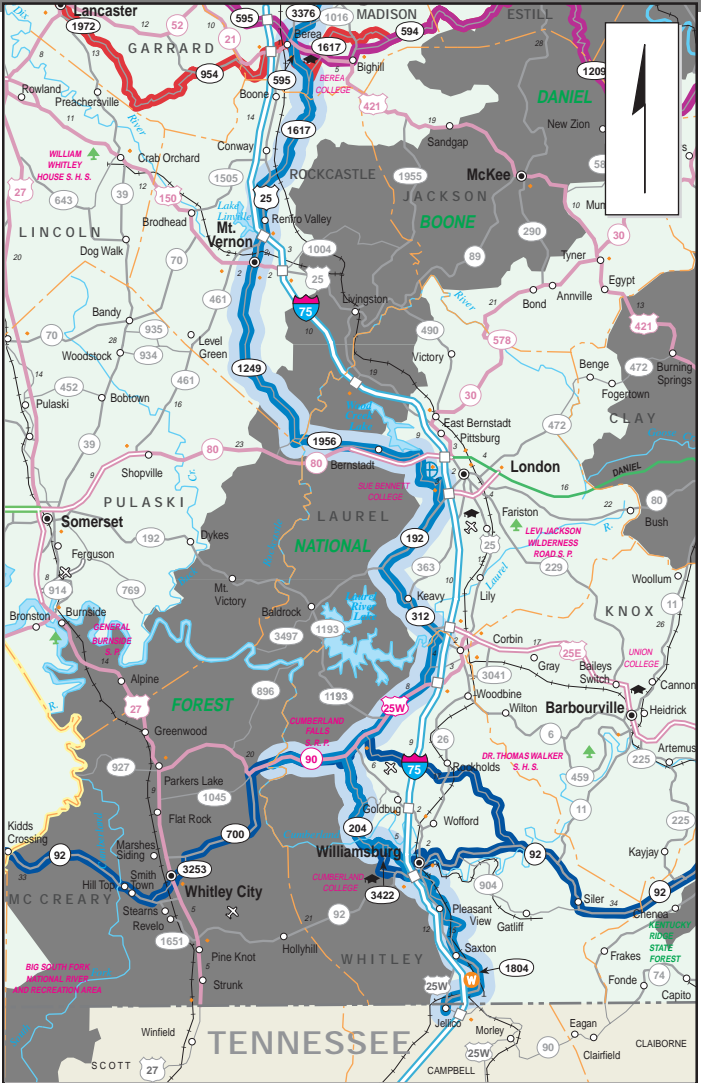 Lancaster
52
595
3376
1016
MADISON
ESTILL
1972
GARRARD
21
Berea
1617
594
954
595
BEREA
COLLEGE
Bighill
1209
Rowland
Preachersville
Boone
421
DANIEL
River
1617
Sandgap
New Zion
WILLIAM
WHITLEY
HOUSE S. H. S.
Crab Orchard
Conway
1955
McKee
27
39
150
1505
ROCKCASTLE
JACKSON
643
Brodhead
25
BOONE
290
LINCOLN
Lake
Linville
Renfro Valley
30
Dog Walk
Mt.
Vernon
1004
89
Tyner
70
25
River
Egypt
461
75
Livingston
Bond
Annville
Bandy
935
490
421
70
Level
Green
578
Woodstock
934
Victory
472
Burning
Springs
452
461
1249
Benge
Fogertown
Pulaski
Bobtown
30
CLAY
39
East Bernstadt
Pittsburg
472
80
1956
80
Bernstadt
London
DANIEL
Shopville
SUE BENNETT
COLLEGE
80
PULASKI
LAUREL
Fariston
R.
Bush
Somerset
192
Dykes
NATIONAL
192
25
LEVI JACKSON
WILDERNESS
ROAD S. P.
Ferguson
363
Laurel
229
914
769
Mt.
Victory
Keavy
Lily
Woollum
11
Bronston
Burnside
Baldrock
Laurel
River
Lake
312
KNOX
GENERAL
BURNSIDE
S. P.
3497
1193
Corbin
25E
UNION
COLLEGE
Gray
Baileys
Switch
Alpine
896
1193
3041
Cannon
R.
27
FOREST
25W
Woodbine
Barbourville
Heidrick
Greenwood
CUMBERLAND
FALLS
S. R. P.
Wilton
26
6
90
DR. THOMAS WALKER
S. H. S.
225
Artemus
927
75
Rockholds
Parkers Lake
459
1045
Goldbug
11
Flat Rock
Kidds
Crossing
700
204
Wofford
225
Marshes
Siding
Williamsburg
92
Kayjay
92
3253
Smith
Town
CUMBERLAND
COLLEGE
Hill Top
Whitley City
904
92
MC CREARY
3422
Siler
Stearns
92
Pleasant
View
Chenoa
Revelo
Gatliff
KENTUCKY
RIDGE
STATE
FOREST
1651
Hollyhill
Saxton
Frakes
Pine Knot
WHITLEY
1804
BIG SOUTH FORK
NATIONAL RIVER
AND RECREATION AREA
W
Fonde
74
Strunk
25W
Capito
Jellico
Winfield
TENNESSEE
Morley
Eagan
CLAIBORNE
25W
90
Clairfield
SCOTT
27
CAMPBELL